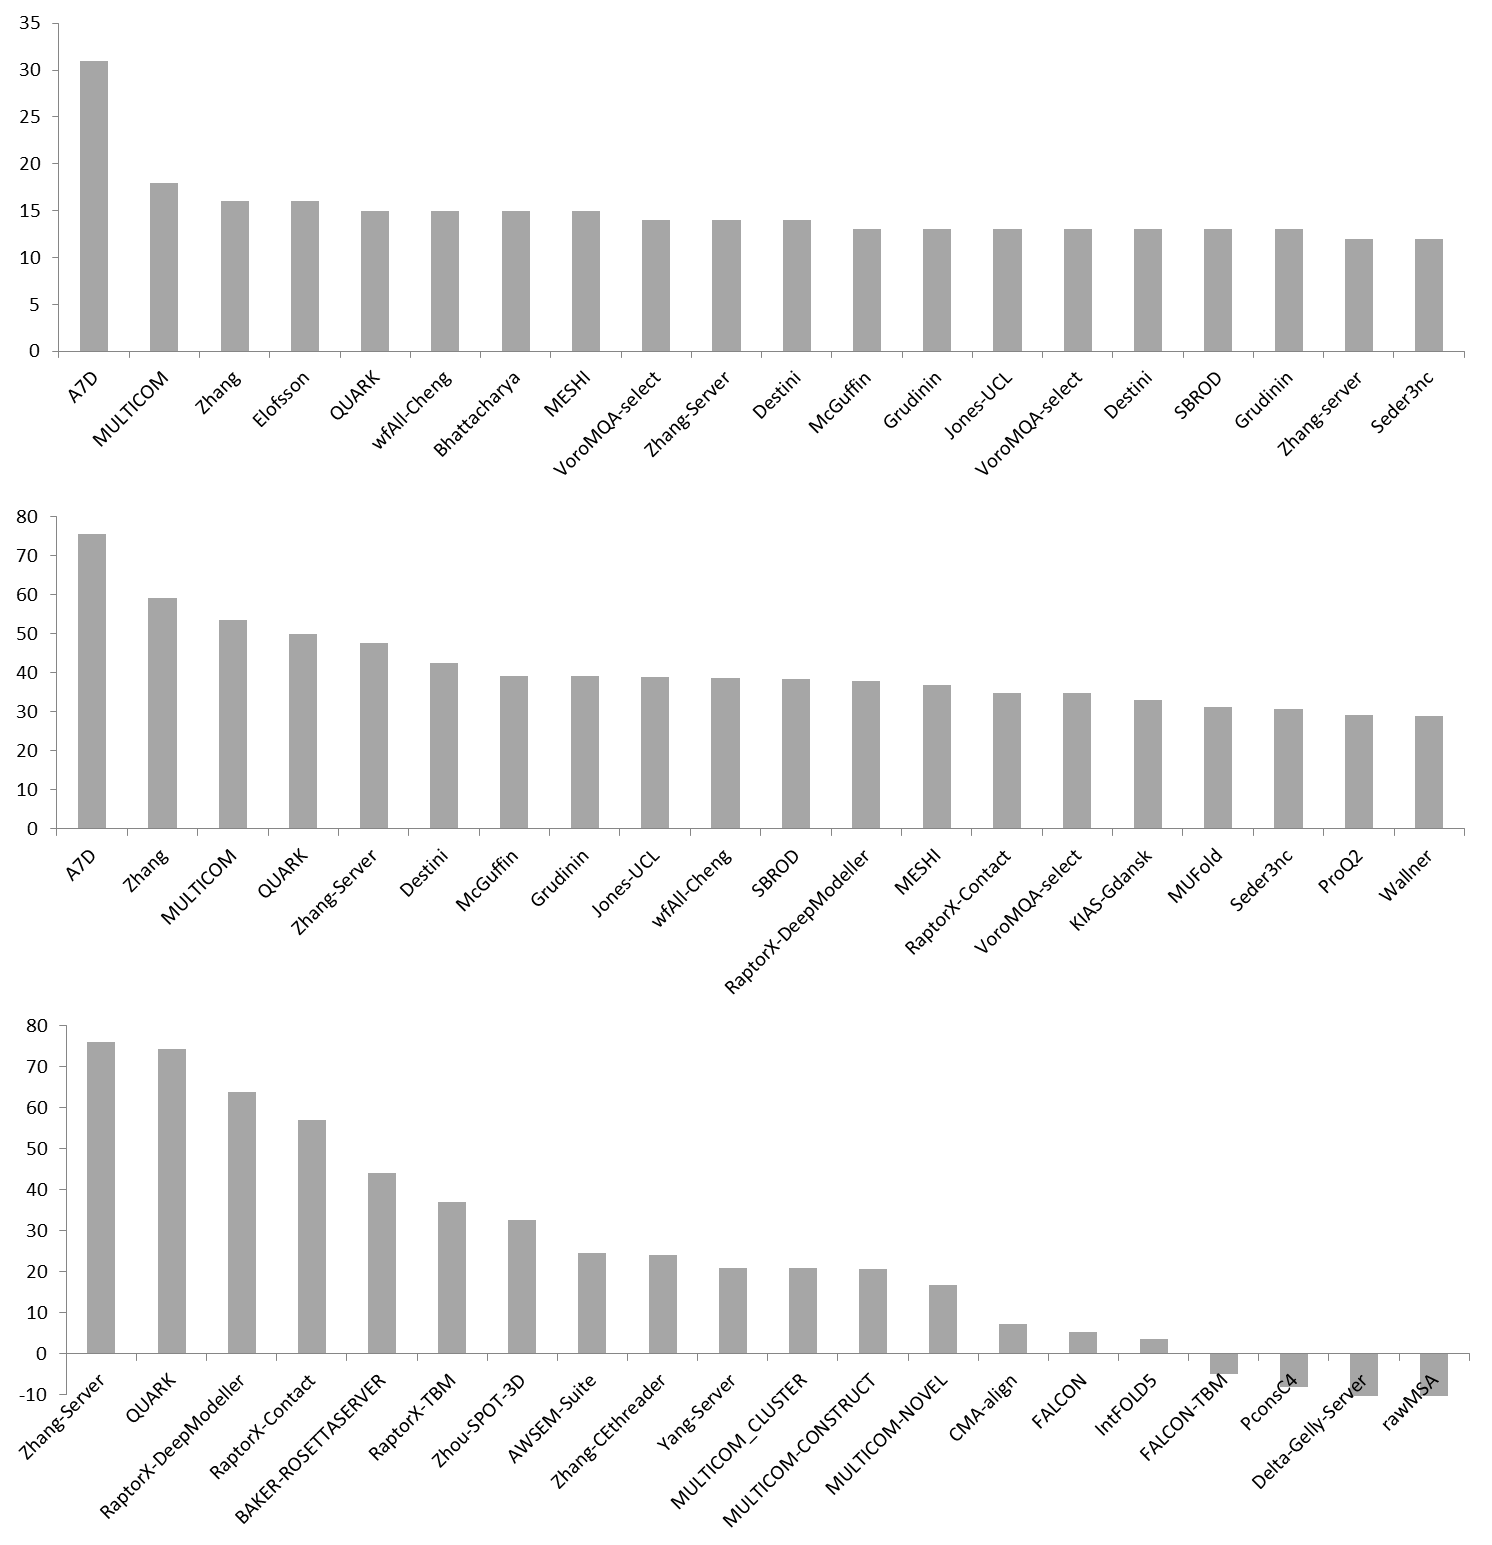 35
30
25
20
15
10
5
0
A7D
MULTICOM
Zhang
Elofsson
QUARK
wfAll-Cheng
Bhattacharya
MESHI
VoroMQA-select
Zhang-Server
Destini
McGuffin
Grudinin
Jones-UCL
VoroMQA-select
Destini
SBROD
Grudinin
Zhang-server
Seder3nc
80
70
60
50
40
30
20
10
0
A7D
Zhang
MULTICOM
QUARK
Zhang-Server
Destini
McGuffin
Grudinin
Jones-UCL
wfAll-Cheng
SBROD
RaptorX-DeepModeller
MESHI
RaptorX-Contact
VoroMQA-select
KIAS-Gdansk
MUFold
Seder3nc
ProQ2
Wallner
80
70
60
50
40
30
20
10
0
-10
Zhang-Server
QUARK
RaptorX-DeepModeller
RaptorX-Contact
BAKER-ROSETTASERVER
RaptorX-TBM
Zhou-SPOT-3D
AWSEM-Suite
Zhang-CEthreader
Yang-Server
MULTICOM_CLUSTER
MULTICOM-CONSTRUCT
MULTICOM-NOVEL
CMA-align
FALCON
IntFOLD5
FALCON-TBM
PconsC4
Delta-Gelly-Server
rawMSA